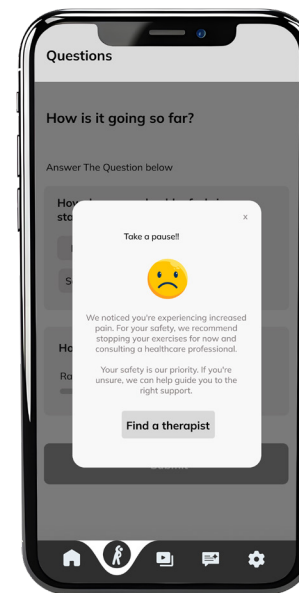 Questions
How is it going so far?
Answer The Question below
x
Take a pause!!
We noticed you're experiencing increased
pain. For your safety, we recommend
stopping your exercises for now and
consulting a healthcare professional.
Your safety is our priority. If you're
unsure, we can help guide you to the
right support.
Find a therapist